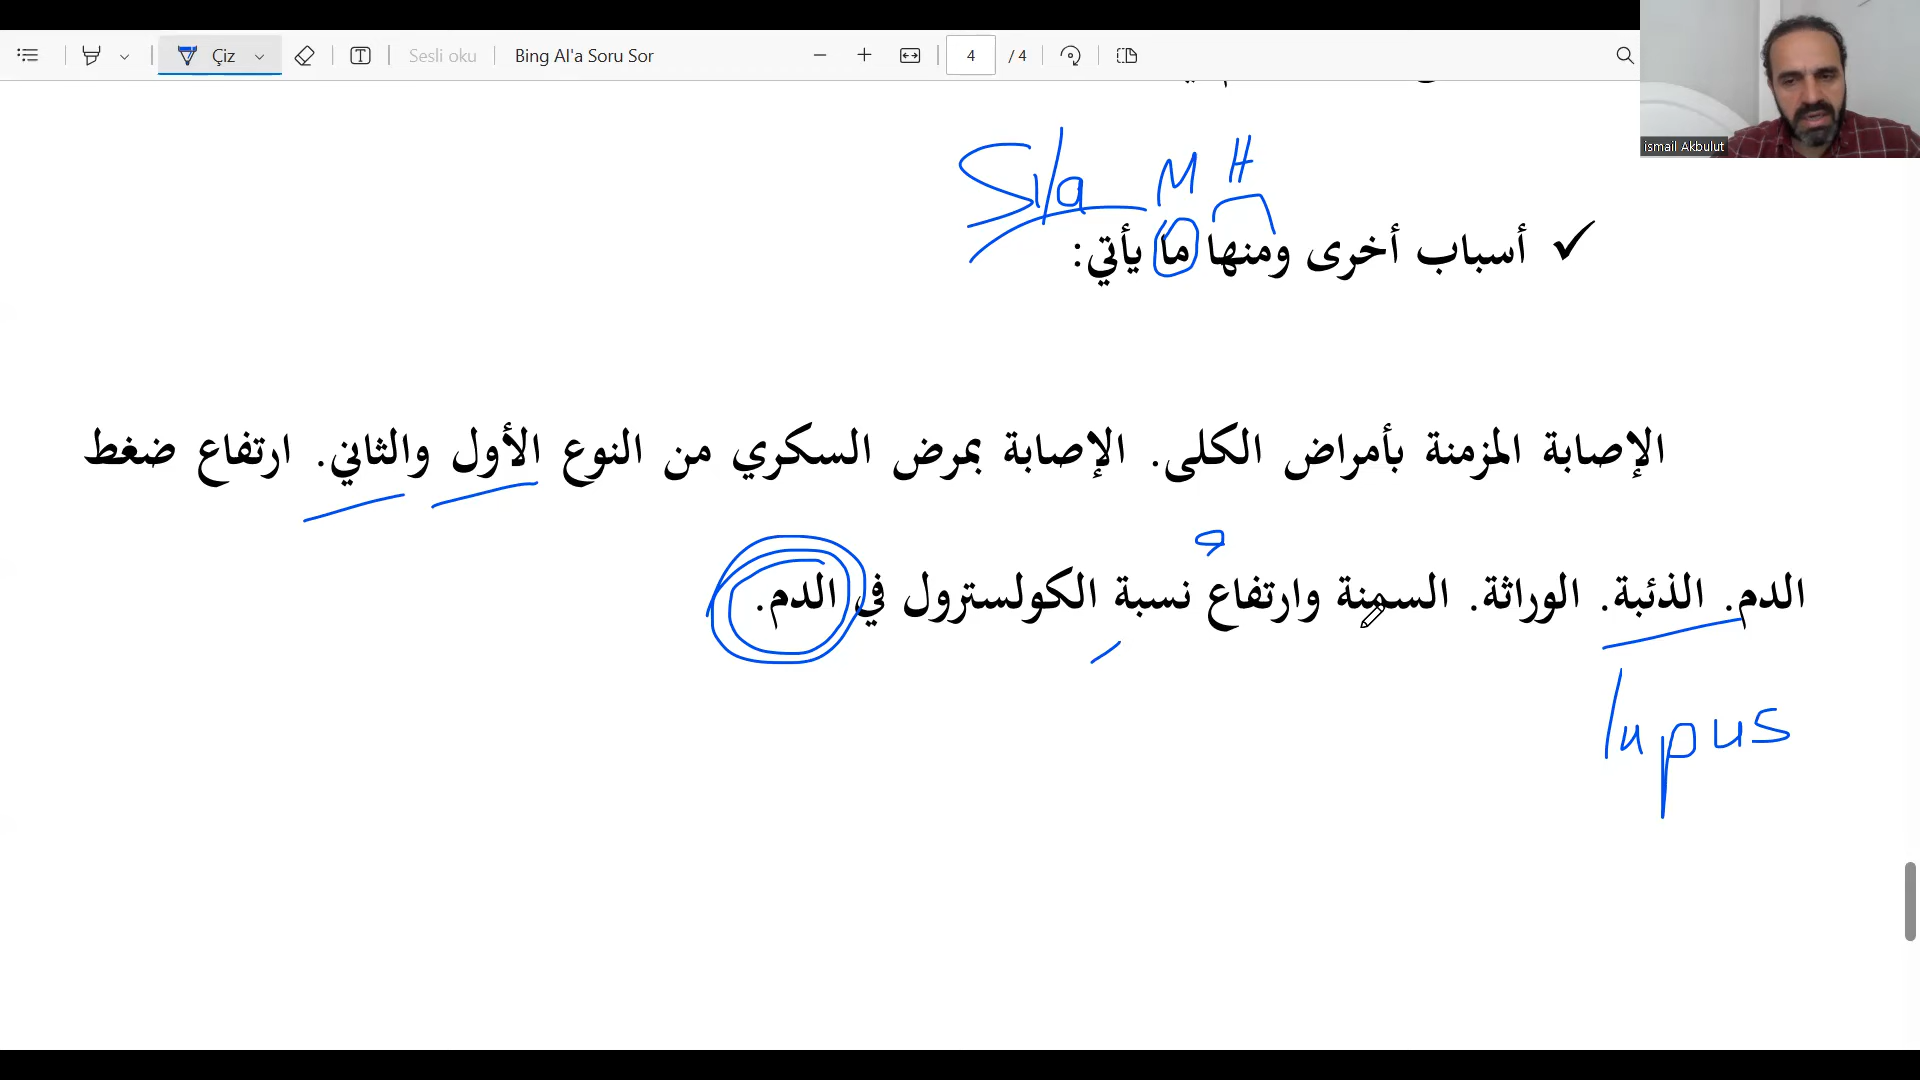 Çiz
Sesli oku
Bing AI'a Soru Sor
4 / 4
ismail Akbulut
Sıla M H
✓ أسباب أخرى ومنها ما يأتي:
الإصابة المزمنة بأمراض الكلى. الإصابة بمرض السكري من النوع الأول والثاني. ارتفاع ضغط
الدم. الذئبة. الوراثة. السمنة وارتفاع نسبة الكولسترول في الدم.
lupus